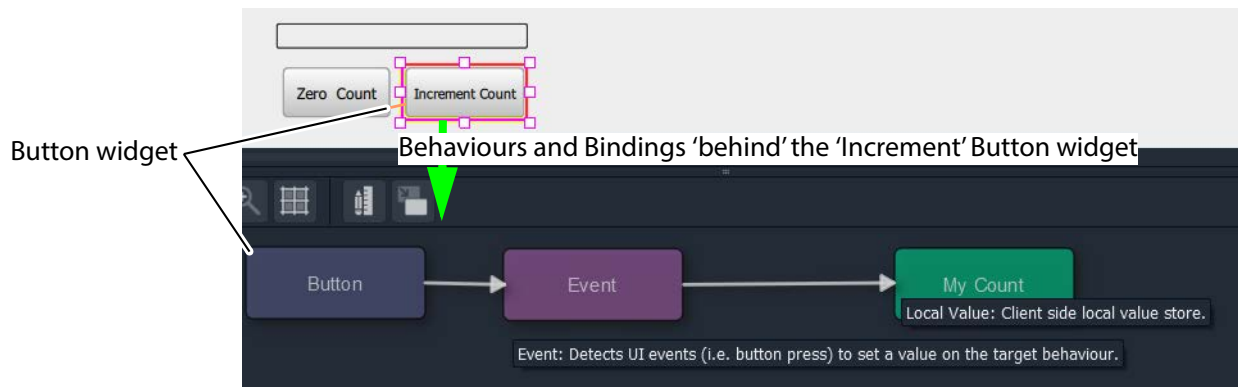 Zero Count
Increment Count
Button widget
Behaviours and Bindings ‘behind’ the ‘Increment’ Button widget
Button
Event
My Count
Local Value: Client side local value store.
Event: Detects UI events (i.e. button press) to set a value on the target behaviour.